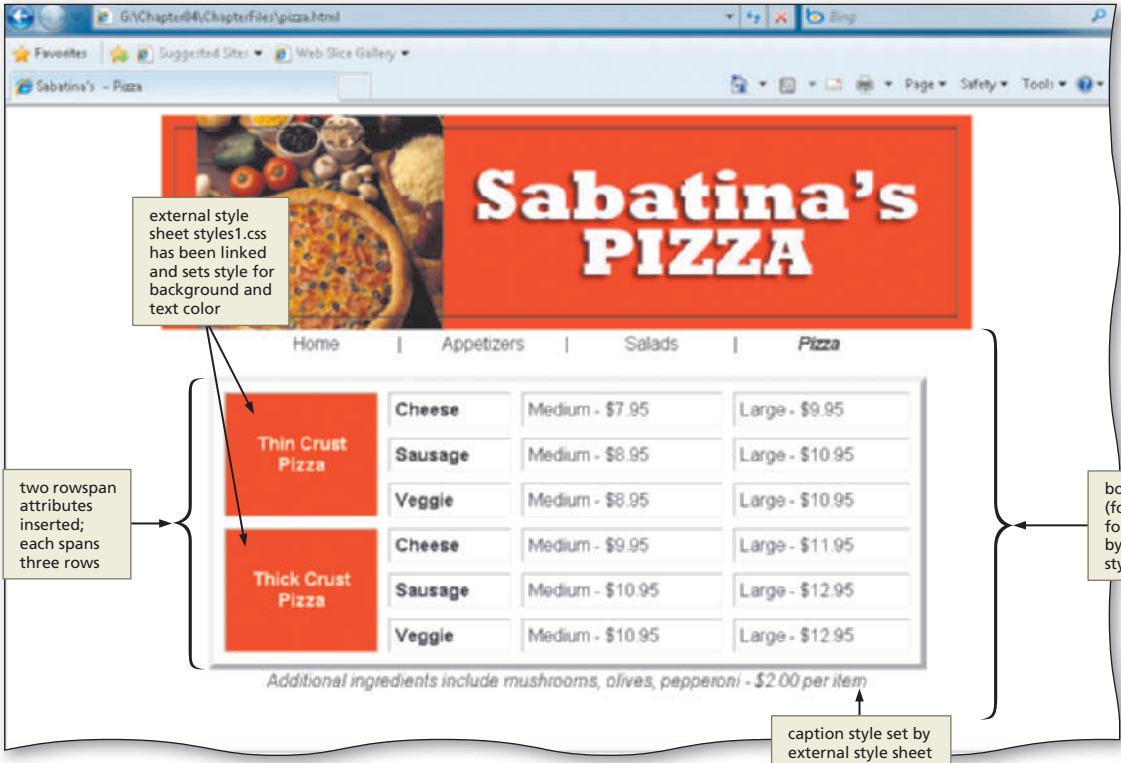 G:\Chapter04\ChapterFiles\pizza.html
Bing
Favorites
Suggested Sites
Web Slice Gallery
Sabatina's - Pizza
Page
Safety
Tools
Sabatina's
PIZZA
external style
sheet styles1.css
has been linked
and sets style for
background and
text color
Home | Appetizers | Salads | Pizza
Thin Crust
Pizza
Cheese Medium - $7.95 Large - $9.95
Sausage Medium - $8.95 Large - $10.95
Veggie Medium - $8.95 Large - $10.95
Thick Crust
Pizza
Cheese Medium - $9.95 Large - $11.95
Sausage Medium - $10.95 Large - $12.95
Veggie Medium - $10.95 Large - $12.95
two rowspan
attributes
inserted;
each spans
three rows
bo
(fo
fo
by
sty
Additional ingredients include mushrooms, olives, pepperoni - $2.00 per item
caption style set by
external style sheet